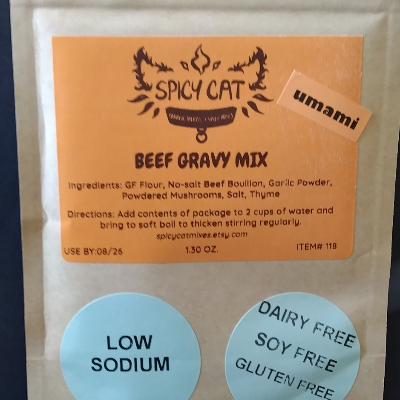 SPICY CAT
umami
BEEF GRAVY MIX
Ingredients: GF Flour, No-salt Beef Bouillon, Garlic Powder,
Powdered Mushrooms, Salt, Thyme
Directions: Add contents of package to 2 cups of water and
bring to soft boil to thicken stirring regularly.
spicycatmixes.etsy.com
USE BY:08/26
1.30 OZ.
ITEM# 118
LOW
SODIUM
DAIRY FREE
SOY FREE
GLUTEN FREE